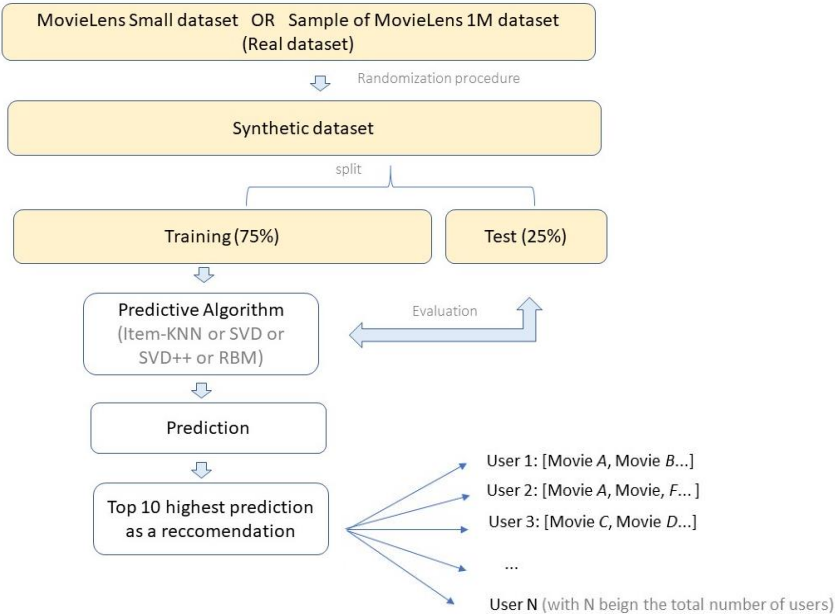 MovieLens Small dataset OR Sample of MovieLens 1M dataset
(Real dataset)
Randomization procedure
Synthetic dataset
split
Training (75%)
Test (25%)
Predictive Algorithm
(Item-KNN or SVD or
SVD++ or RBM)
Evaluation
Prediction
Top 10 highest prediction
as a reccomendation
User 1: [Movie A, Movie B...]
User 2: [Movie A, Movie, F... ]
User 3: [Movie C, Movie D...]
...
User N (with N beign the total number of users)